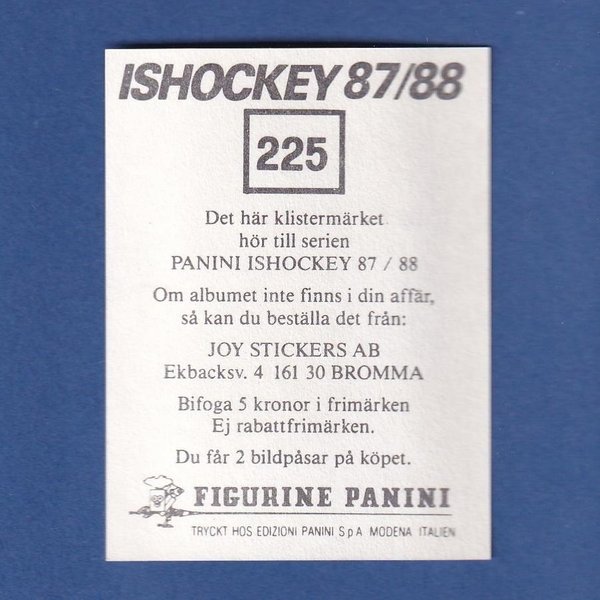 ISHOCKEY 87/88
225
Det här klistermärket
hör till serien
PANINI ISHOCKEY 87 / 88
Om albumet inte finns i din affär,
så kan du beställa det från:
JOY STICKERS AB
Ekbacksv. 4 161 30 BROMMA
Bifoga 5 kronor i frimärken
Ej rabattfrimärken.
Du får 2 bildpåsar på köpet.
FIGURINE PANINI
TRYCKT HOS EDIZIONI PANINI S p A MODENA ITALIEN